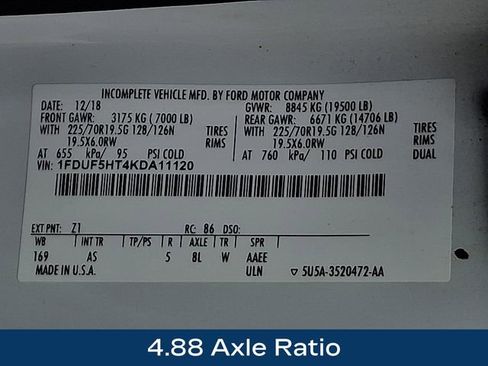 INCOMPLETE VEHICLE MFD. BY FORD MOTOR COMPANY
DATE: 12/18 GVWR: 8845 KG (19500 LB)
FRONT GAWR: 3175 KG (7000 LB) REAR GAWR: 6671 KG (14706 LB)
WITH 225/70R19.5G 128/126N TIRES WITH 225/70R19.5G 128/126N TIRES
19.5X6.0RW RIMS 19.5X6.0RW RIMS
AT 655 kPa/ 95 PSI COLD AT 760 kPa/ 110 PSI COLD DUAL
VIN: 1FDUF5HT4KDA11120
EXT PNT: Z1 RC: 86 DSO:
WB INT TR TP/PS R AXLE TR SPR
169 AS 5 8L W AAEE
MADE IN U.S.A. ULN ▽ 5U5A-3520472-AA
4.88 Axle Ratio